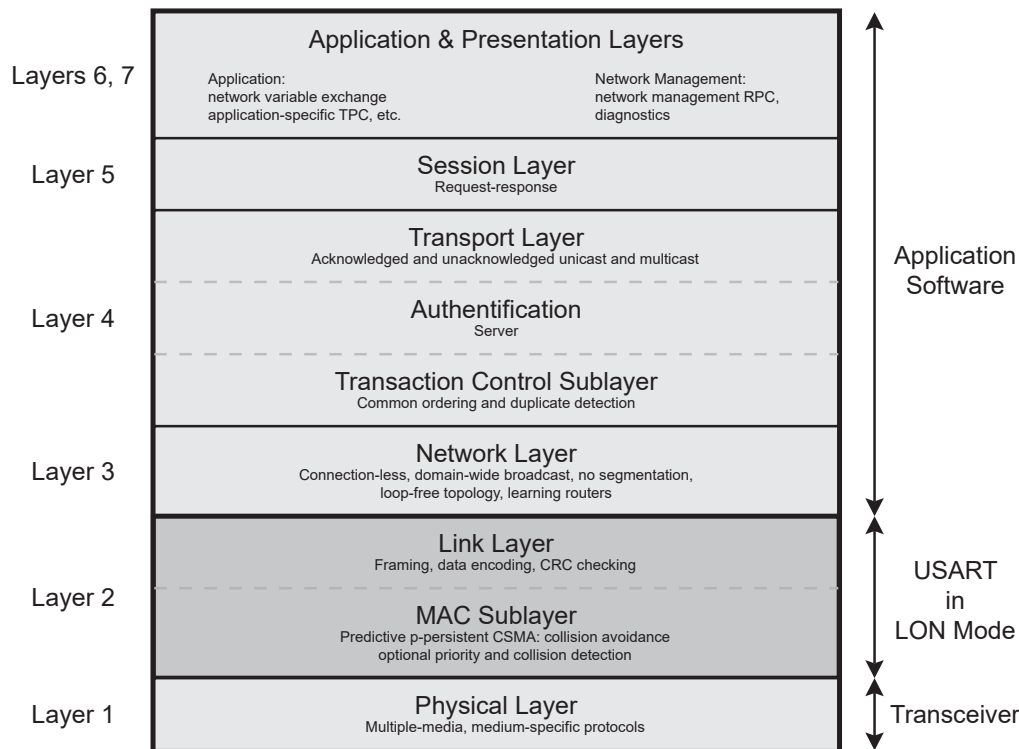 Application & Presentation Layers
Layers 6, 7
Application:
network variable exchange
application-specific TPC, etc.
Network Management:
network management RPC,
diagnostics
Layer 5
Session Layer
Request-response
Transport Layer
Acknowledged and unacknowledged unicast and multicast
Layer 4
Authentification
Server
Transaction Control Sublayer
Common ordering and duplicate detection
Layer 3
Network Layer
Connection-less, domain-wide broadcast, no segmentation,
loop-free topology, learning routers
Application
Software
Layer 2
Link Layer
Framing, data encoding, CRC checking
MAC Sublayer
Predictive p-persistent CSMA: collision avoidance
optional priority and collision detection
USART
in
LON Mode
Layer 1
Physical Layer
Multiple-media, medium-specific protocols
Transceiver